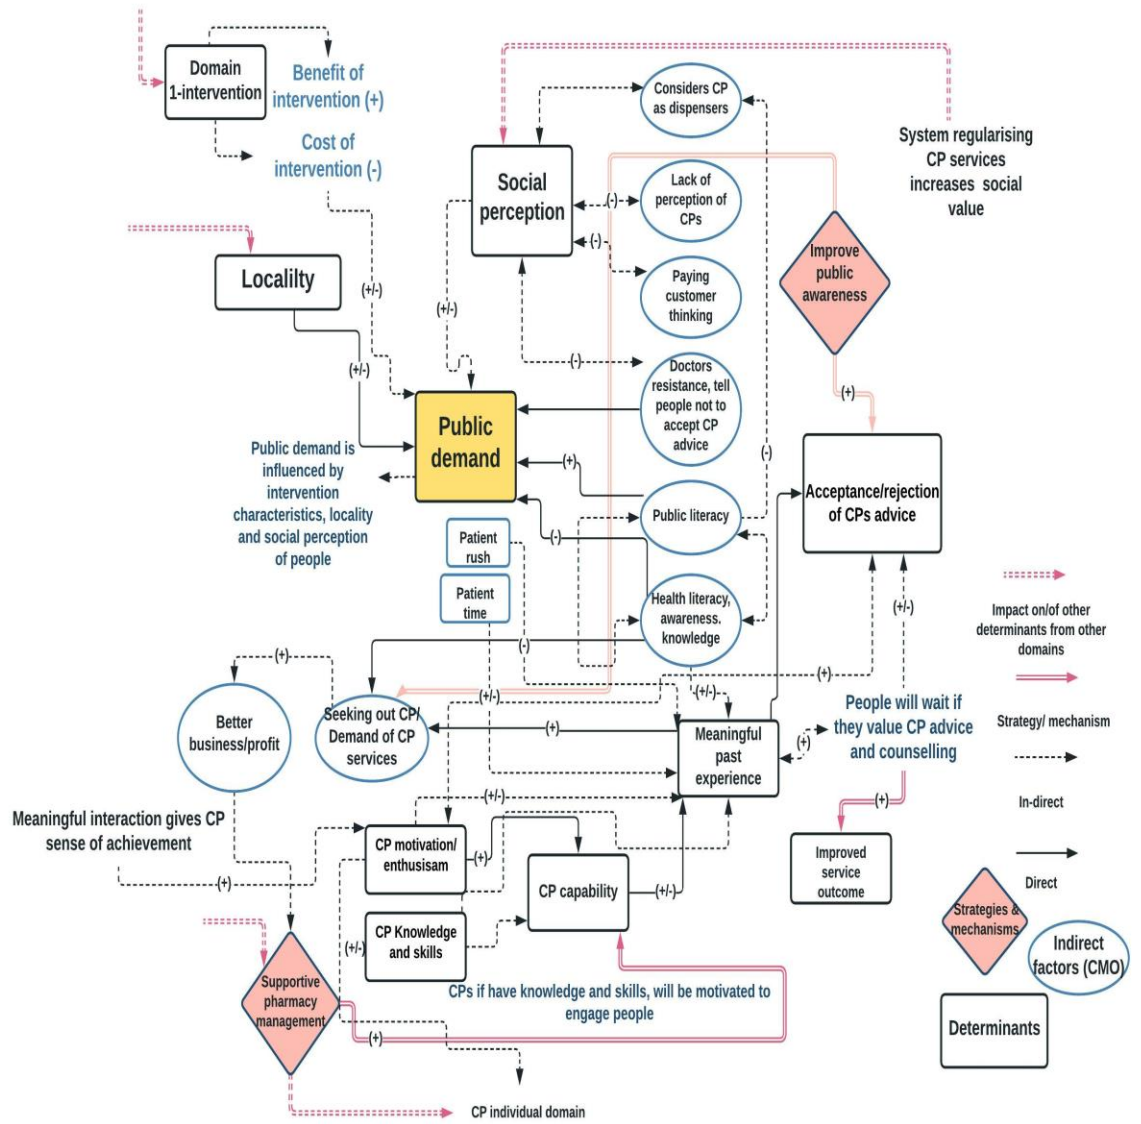 Domain
1-intervention
Benefit of
intervention (+)
Cost of
intervention (-)
Social
perception
Considers CP
as dispensers
System regularising
CP services
increases  social
value
Lack of
perception of
CPs
(-)
(-)
Improve
public
awareness
Localilty
(+/-)
(+/-)
(+/-)
Paying
customer
thinking
(-)
Doctors
resistance, tell
people not to
accept CP
advice
(+)
Public
demand
Public demand is
influenced by
intervention
characteristics, locality
and social perception
of people
(+)
(-)
Acceptance/rejection
of CPs advice
Public literacy
Patient
rush
(-)
Patient
time
Health literacy,
awareness.
knowledge
(+/-)
Impact on/of other
determinants from other
domains
(-)
(+)
(+)
(+/-)
(+/-)
Better
business/profit
Seeking out CP/
Demand of CP
services
(+)
Meaningful
past
experience
(+)
People will wait if
they value CP advice
and counselling
Strategy/ mechanism
In-direct
(+)
(+/-)
Meaningful interaction gives CP
sense of achievement
(+)
CP motivation/
enthusisam
(+)
CP capability
(+/-)
Improved
service
outcome
Direct
CP Knowledge
and skills
(+/-)
Strategies &
mechanisms
Indirect
factors (CMO)
Supportive
pharmacy
management
CPs if have knowledge and skills, will be motivated to
engage people
(+)
Determinants
CP individual domain